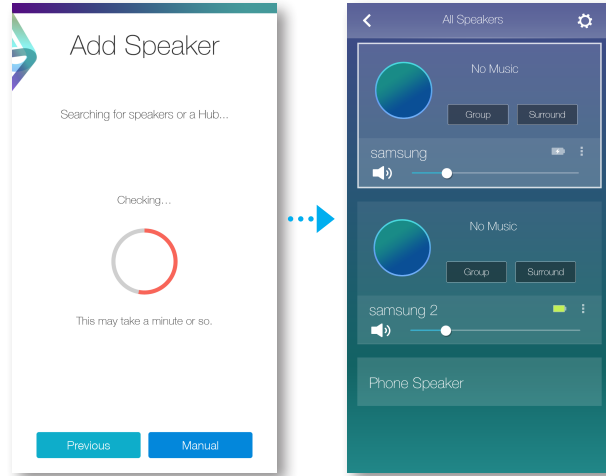 Add Speaker
Searching for speakers or a Hub...
Checking...
This may take a minute or so.
Previous
Manual
All Speakers
No Music
Group
Surround
samsung
No Music
Group
Surround
samsung 2
Phone Speaker